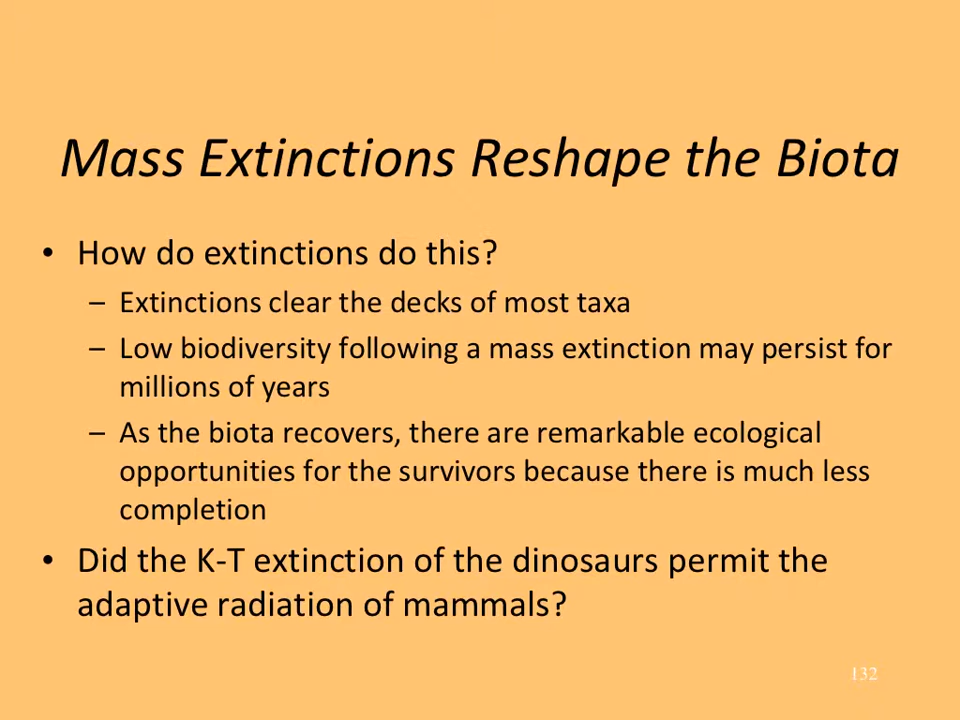 Mass Extinctions Reshape the Biota
• How do extinctions do this?
– Extinctions clear the decks of most taxa
– Low biodiversity following a mass extinction may persist for
millions of years
– As the biota recovers, there are remarkable ecological
opportunities for the survivors because there is much less
completion
• Did the K-T extinction of the dinosaurs permit the
adaptive radiation of mammals?
132